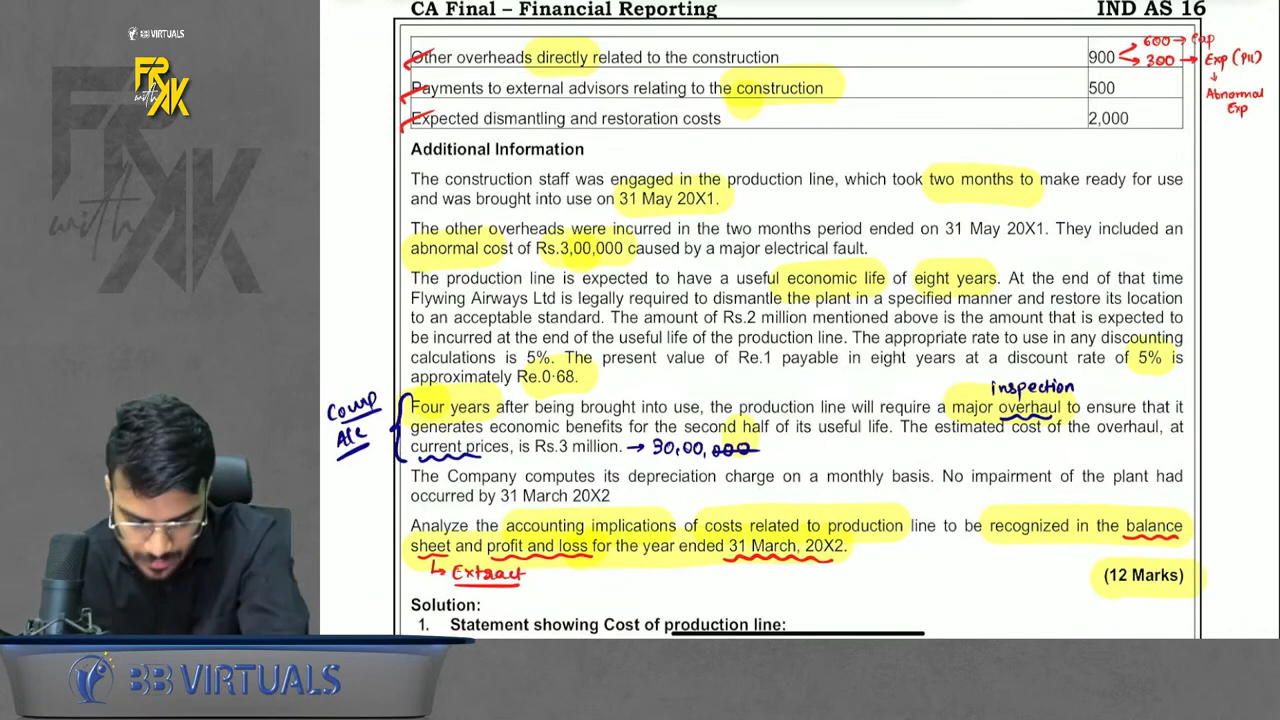 CA Final – Financial Reporting IND AS 16
BB VIRTUALS
FR
with
AK
FR
with
AK
Other overheads directly related to the construction 900
600 → Cap
300 → Exp (Pll)
Abnormal
Exp
Payments to external advisors relating to the construction 500
Expected dismantling and restoration costs 2,000
Additional Information
The construction staff was engaged in the production line, which took two months to make ready for use
and was brought into use on 31 May 20X1.
The other overheads were incurred in the two months period ended on 31 May 20X1. They included an
abnormal cost of Rs.3,00,000 caused by a major electrical fault.
The production line is expected to have a useful economic life of eight years. At the end of that time
Flywing Airways Ltd is legally required to dismantle the plant in a specified manner and restore its location
to an acceptable standard. The amount of Rs.2 million mentioned above is the amount that is expected to
be incurred at the end of the useful life of the production line. The appropriate rate to use in any discounting
calculations is 5%. The present value of Re.1 payable in eight years at a discount rate of 5% is
approximately Re.0·68.
inspection
Comp
A/c
Four years after being brought into use, the production line will require a major overhaul to ensure that it
generates economic benefits for the second half of its useful life. The estimated cost of the overhaul, at
current prices, is Rs.3 million. → 30,00,000
The Company computes its depreciation charge on a monthly basis. No impairment of the plant had
occurred by 31 March 20X2
Analyze the accounting implications of costs related to production line to be recognized in the balance
sheet and profit and loss for the year ended 31 March, 20X2.
↳ Extract
(12 Marks)
Solution:
1. Statement showing Cost of production line:
BB VIRTUALS